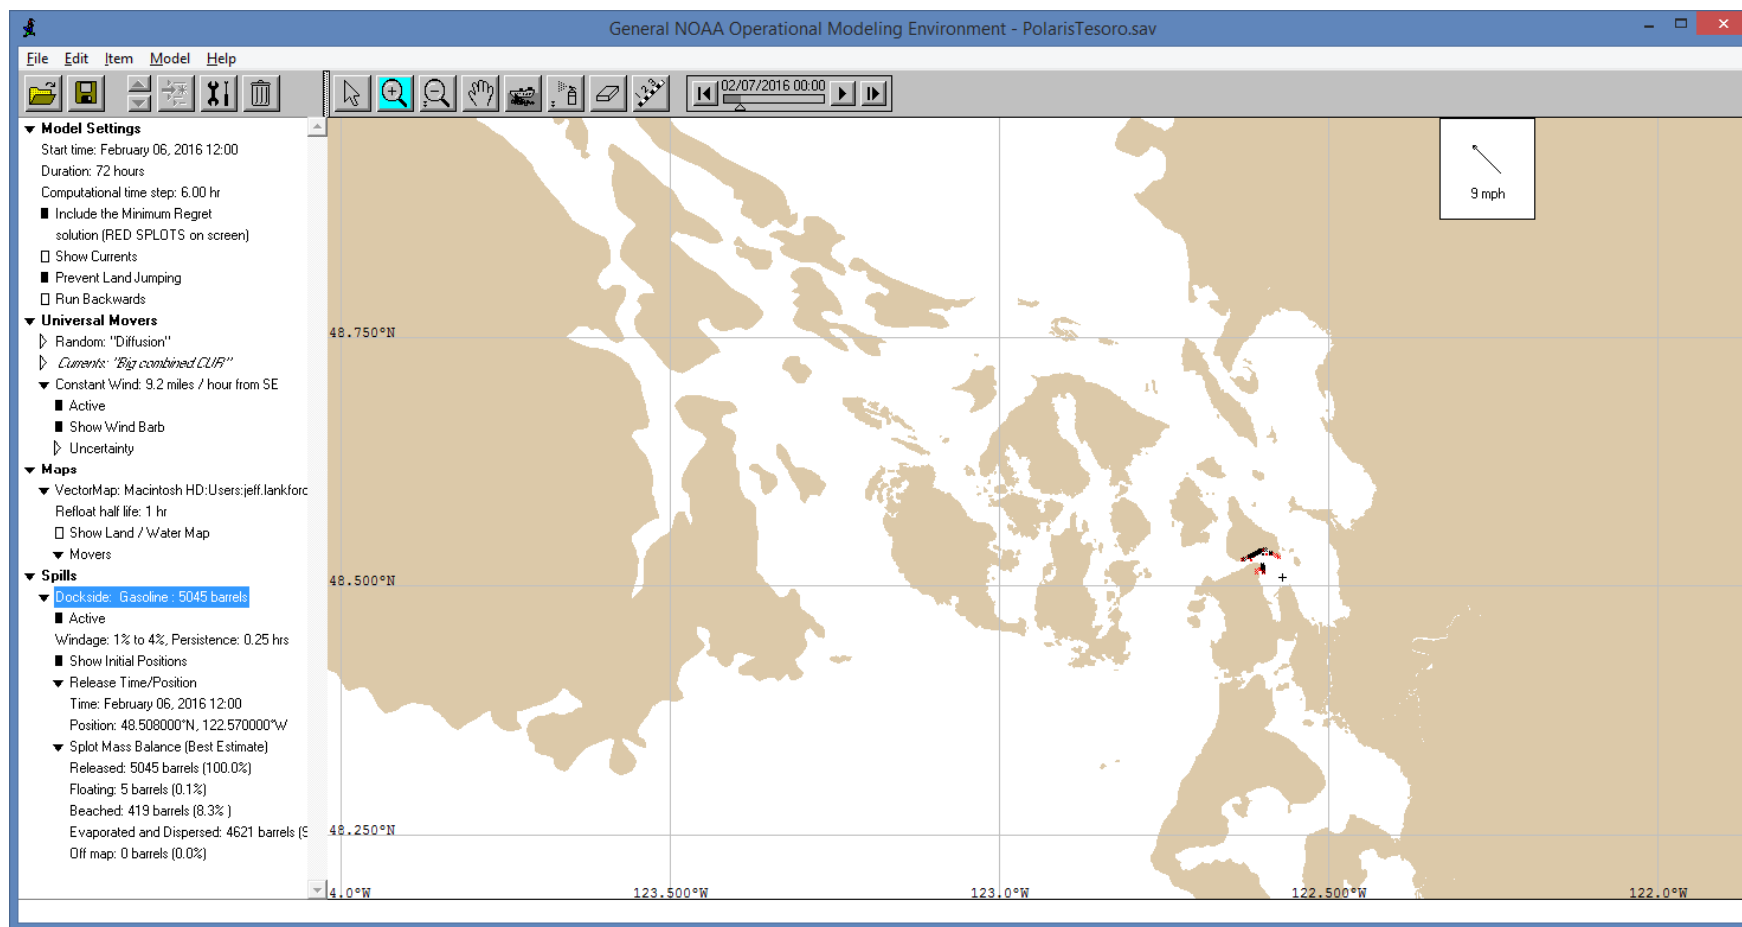 General NOAA Operational Modeling Environment - PolarisTesoro.sav
File Edit Item Model Help
02/07/2016 00:00
Model Settings
Start time: February 06, 2016 12:00
Duration: 72 hours
Computational time step: 6.00 hr
Include the Minimum Regret
solution (RED SPLOTS on screen)
Show Currents
Prevent Land Jumping
Run Backwards
Universal Movers
Random: "Diffusion"
Currents: "Big combined.CUR"
Constant Wind: 9.2 miles / hour from SE
Active
Show Wind Barb
Uncertainty
Maps
VectorMap: Macintosh HD:Users:jeff.lankford
Refloat half life: 1 hr
Show Land / Water Map
Movers
Spills
Dockside: Gasoline : 5045 barrels
Active
Windage: 1% to 4%, Persistence: 0.25 hrs
Show Initial Positions
Release Time/Position
Time: February 06, 2016 12:00
Position: 48.508000°N, 122.570000°W
Splot Mass Balance (Best Estimate)
Released: 5045 barrels (100.0%)
Floating: 5 barrels (0.1%)
Beached: 419 barrels (8.3% )
Evaporated and Dispersed: 4621 barrels (9
Off map: 0 barrels (0.0%)
9 mph
48.750°N
48.500°N
48.250°N
4.0°W 123.500°W 123.0°W 122.500°W 122.0°W